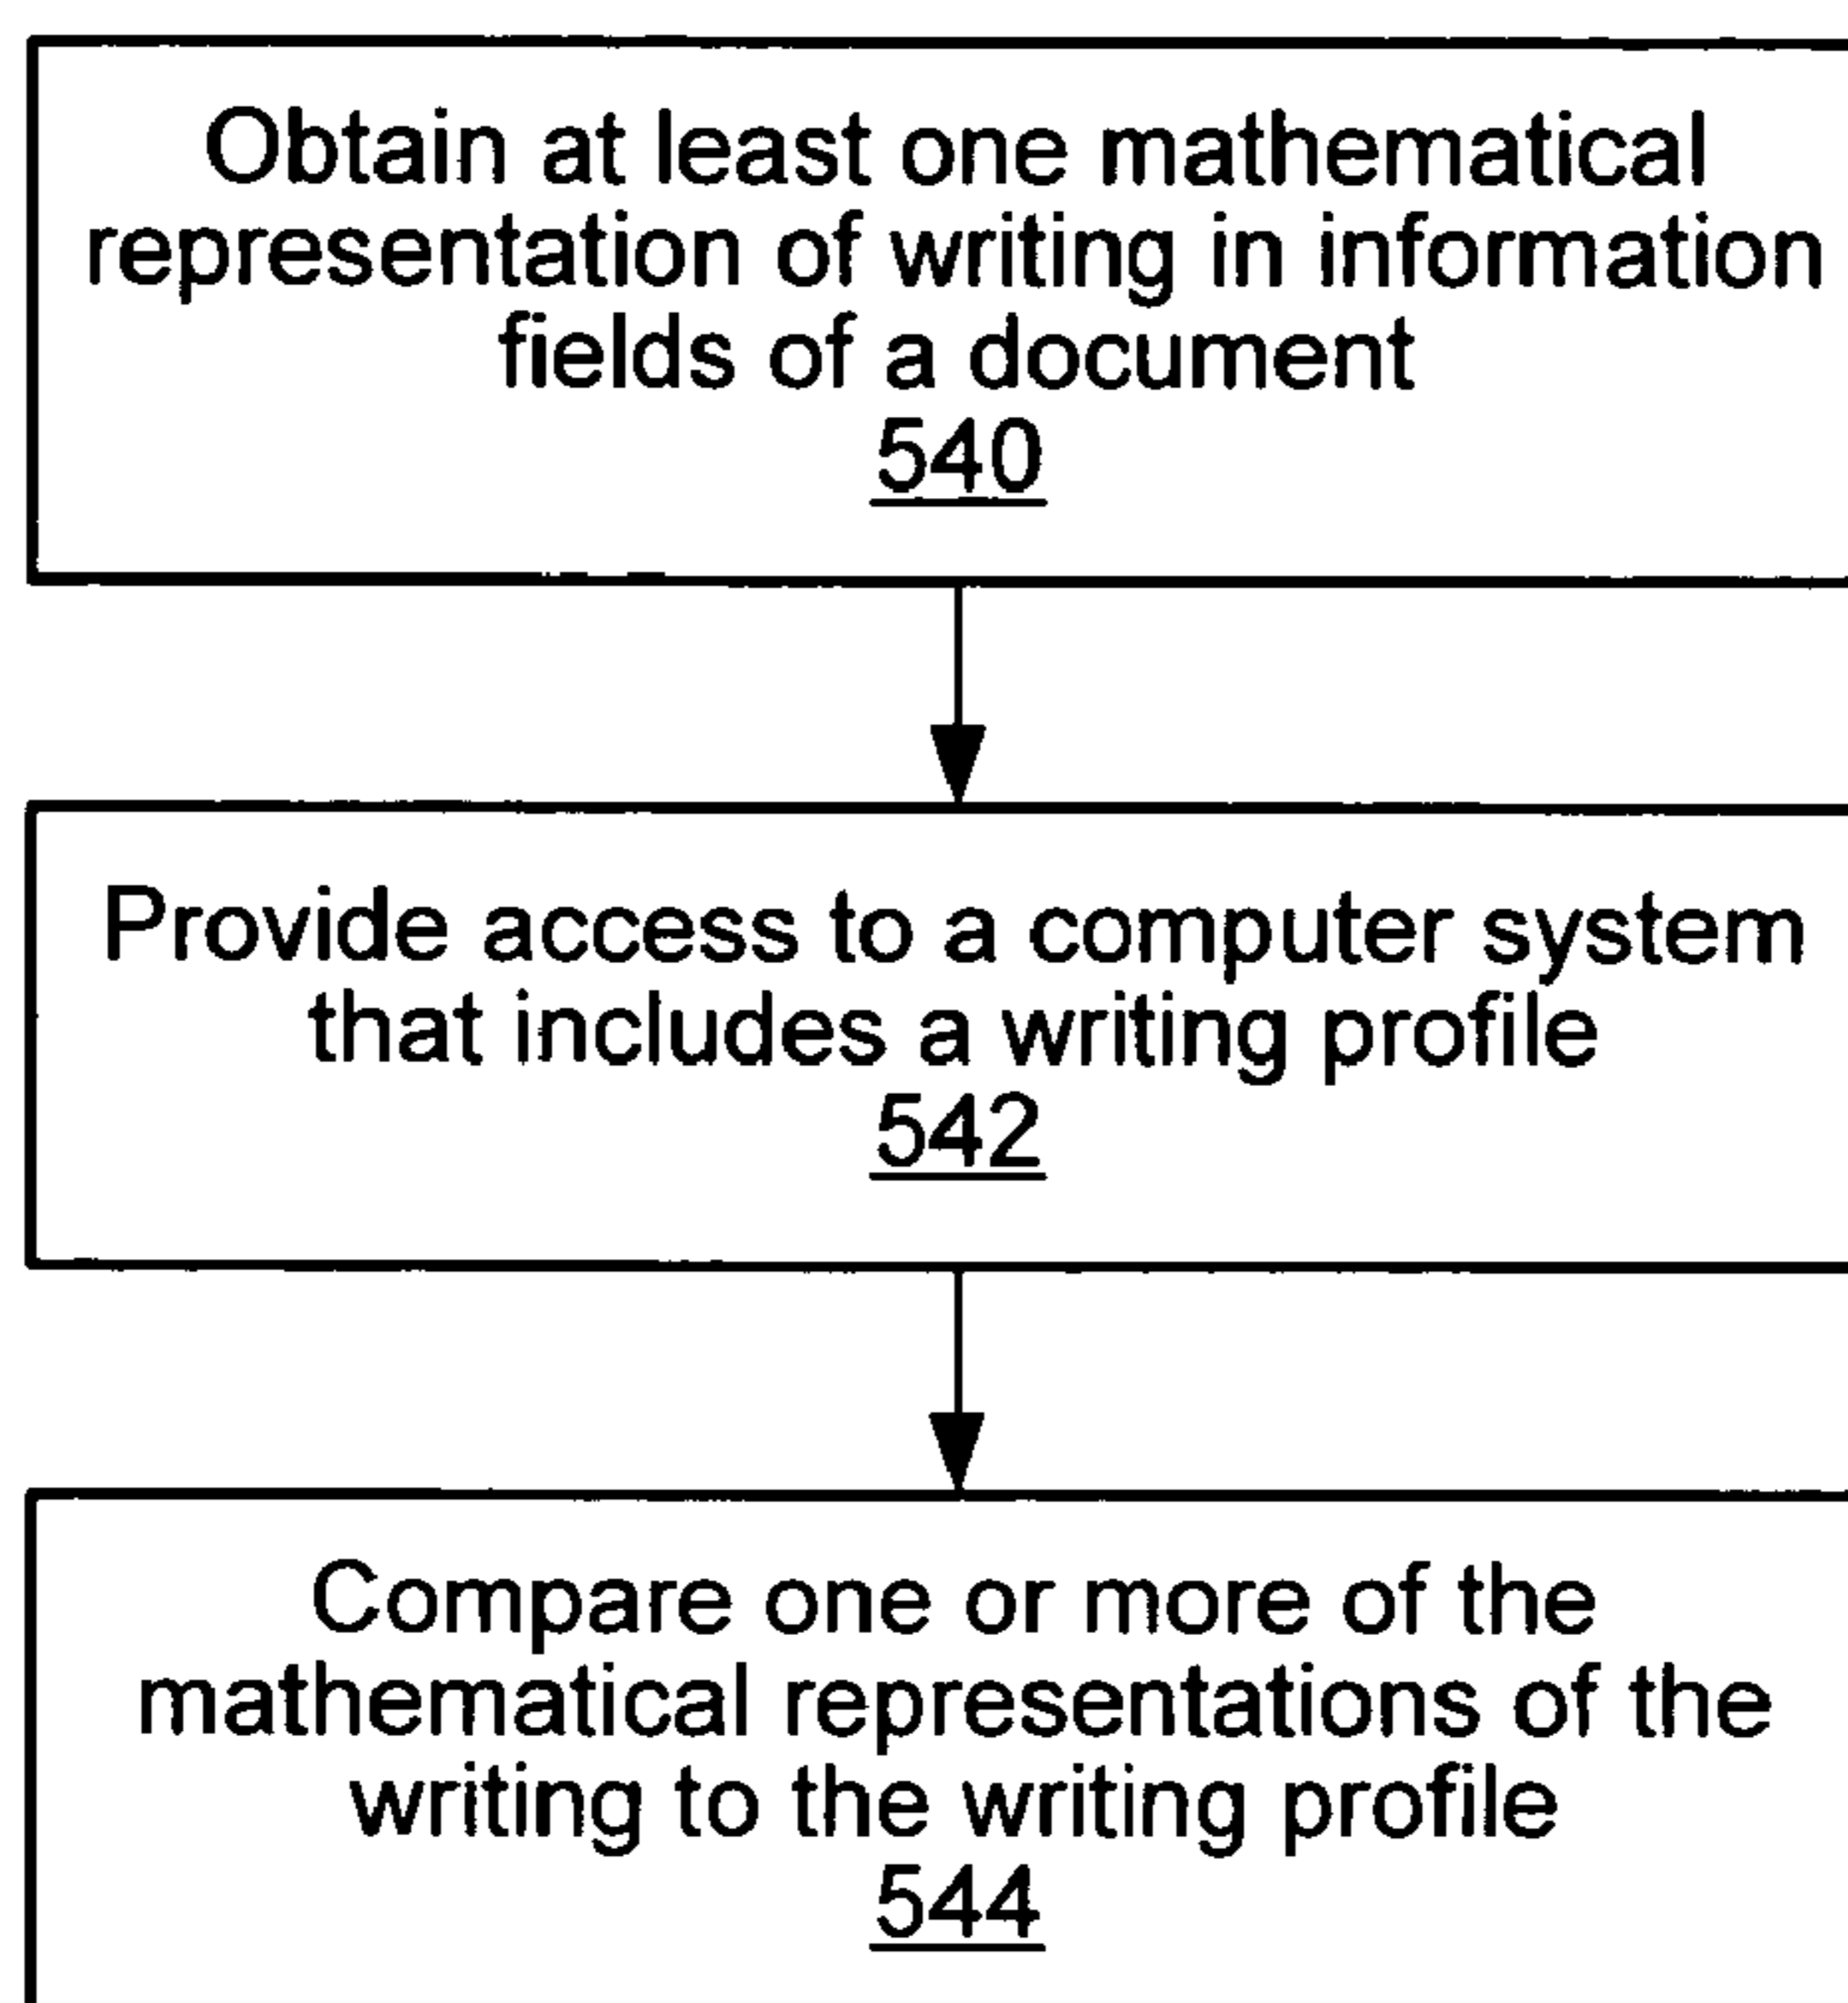 Obtain at least one mathematical
representation of writing in information
fields of a document
540
Provide access to a computer system
that includes a writing profile
542
Compare one or more of the
mathematical representations of the
writing to the writing profile
544